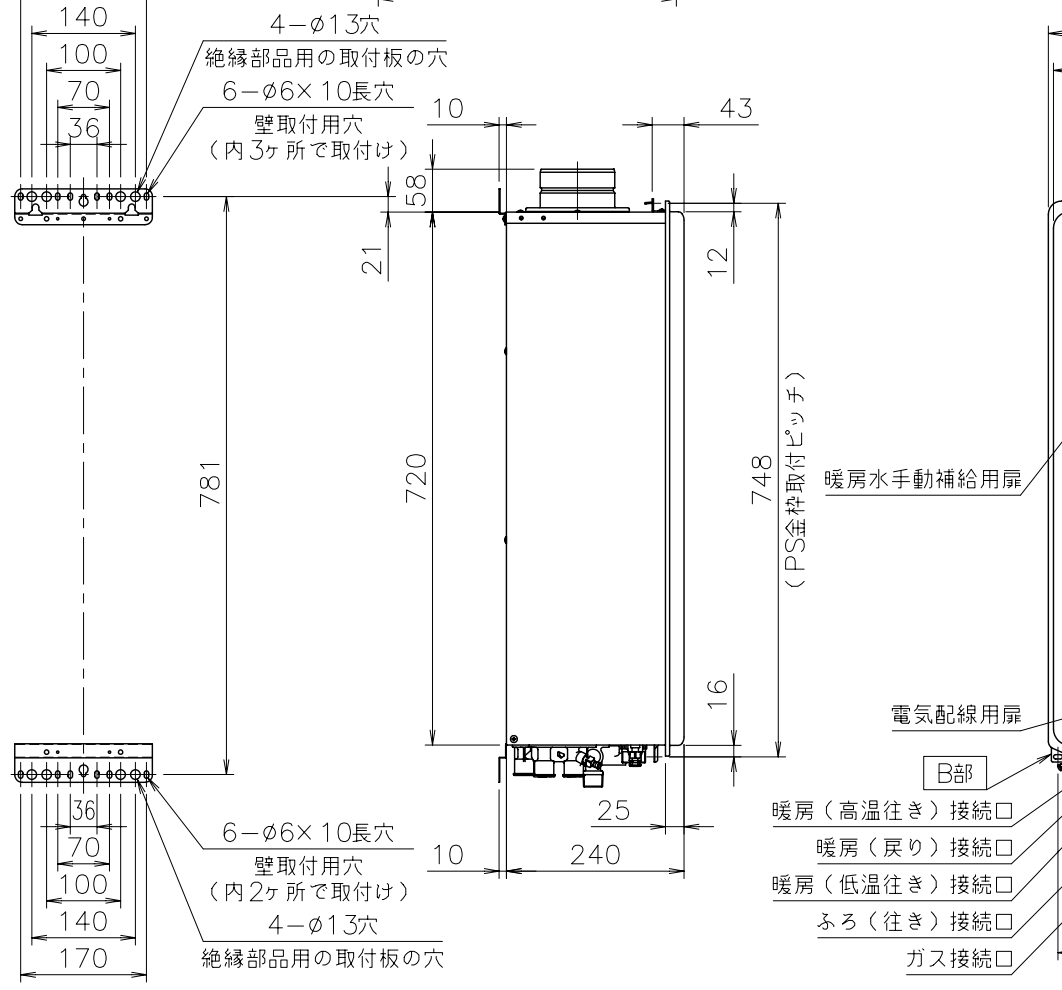 140
100
70
36
4－φ13穴
絶縁部品用の取付板の穴
6－φ6×10長穴
壁取付用穴
（内3ヶ所で取付け）
10
43
58
21
12
781
720
748
（PS金枠取付ピッチ）
暖房水手動補給用扉
16
電気配線用扉
B部
25
240
10
暖房（高温往き）接続口
暖房（戻り）接続口
暖房（低温往き）接続口
ふろ（往き）接続口
ガス接続口
36
70
100
140
170
6－φ6×10長穴
壁取付用穴
（内2ヶ所で取付け）
4－φ13穴
絶縁部品用の取付板の穴